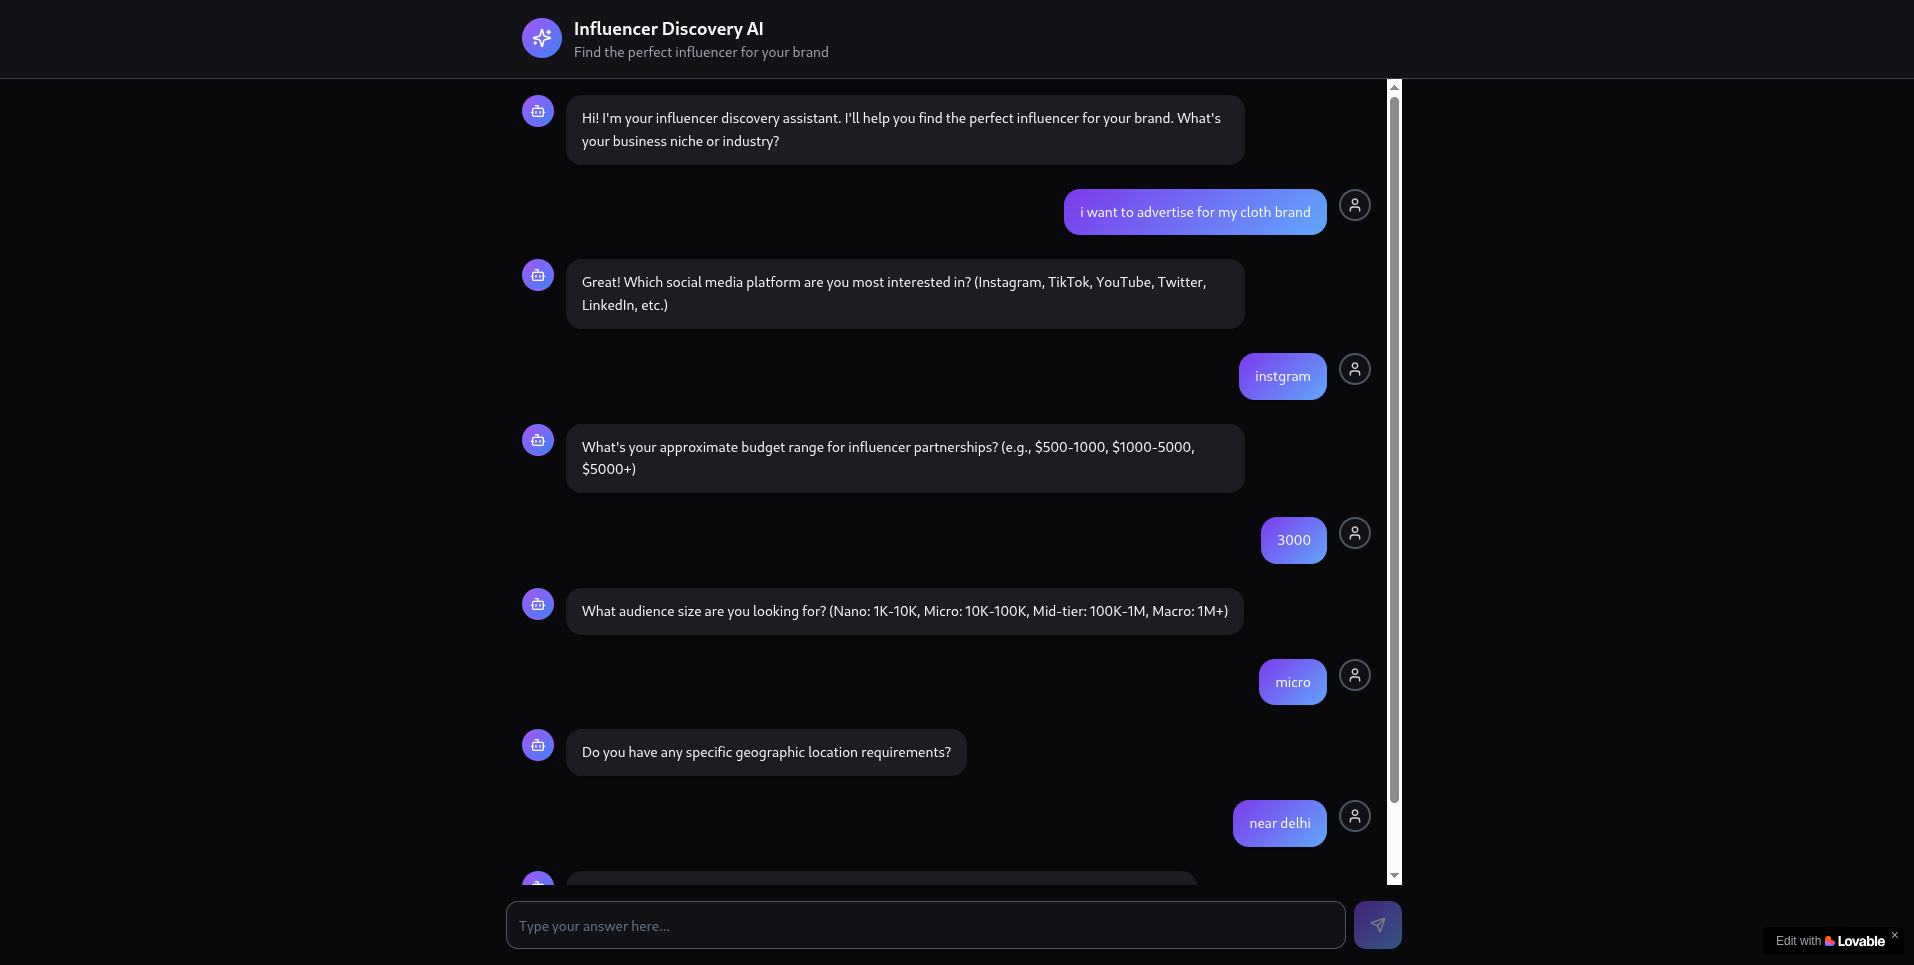 Influencer Discovery AI
Find the perfect influencer for your brand
Hi! I'm your influencer discovery assistant. I'll help you find the perfect influencer for your brand. What's
your business niche or industry?
i want to advertise for my cloth brand
Great! Which social media platform are you most interested in? (Instagram, TikTok, YouTube, Twitter,
LinkedIn, etc.)
instgram
What's your approximate budget range for influencer partnerships? (e.g., $500-1000, $1000-5000,
$5000+)
3000
What audience size are you looking for? (Nano: 1K-10K, Micro: 10K-100K, Mid-tier: 100K-1M, Macro: 1M+)
micro
Do you have any specific geographic location requirements?
near delhi
Type your answer here...
Edit with Lovable ×